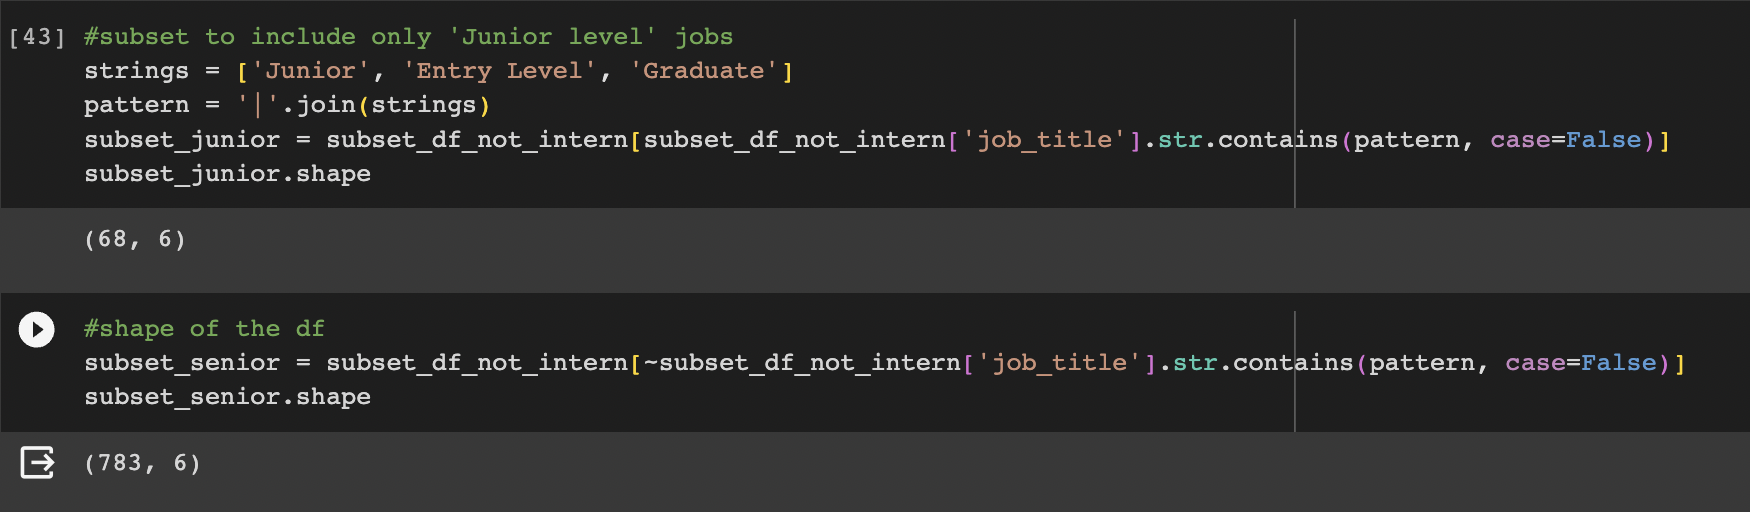 [43] #subset to include only 'Junior level' jobs
strings = ['Junior', 'Entry Level', 'Graduate']
pattern = '|'.join(strings)
subset_junior = subset_df_not_intern[subset_df_not_intern['job_title'].str.contains(pattern, case=False)]
subset_junior.shape
(68, 6)
#shape of the df
subset_senior = subset_df_not_intern[~subset_df_not_intern['job_title'].str.contains(pattern, case=False)]
subset_senior.shape
(783, 6)